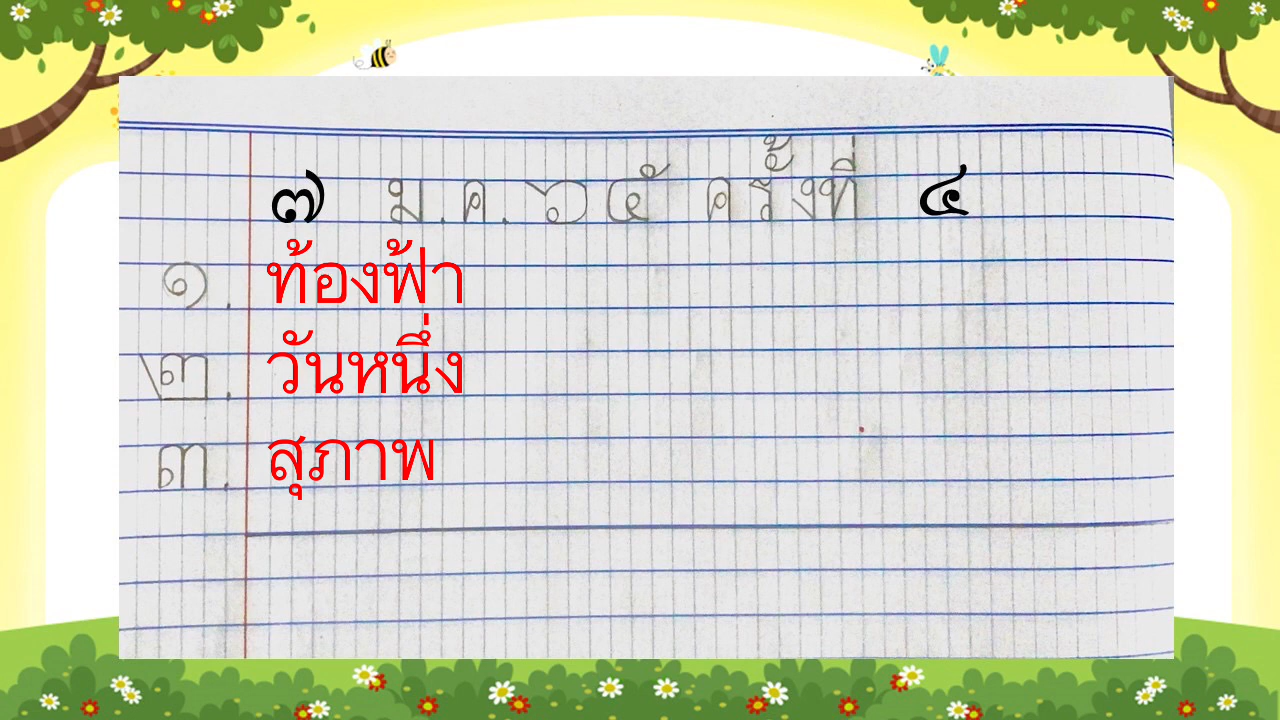 ๗ ม.ค. ๖๕ ครั้งที่ ๔
๑. ท้องฟ้า
๒. วันหนึ่ง
๓. สุภาพ